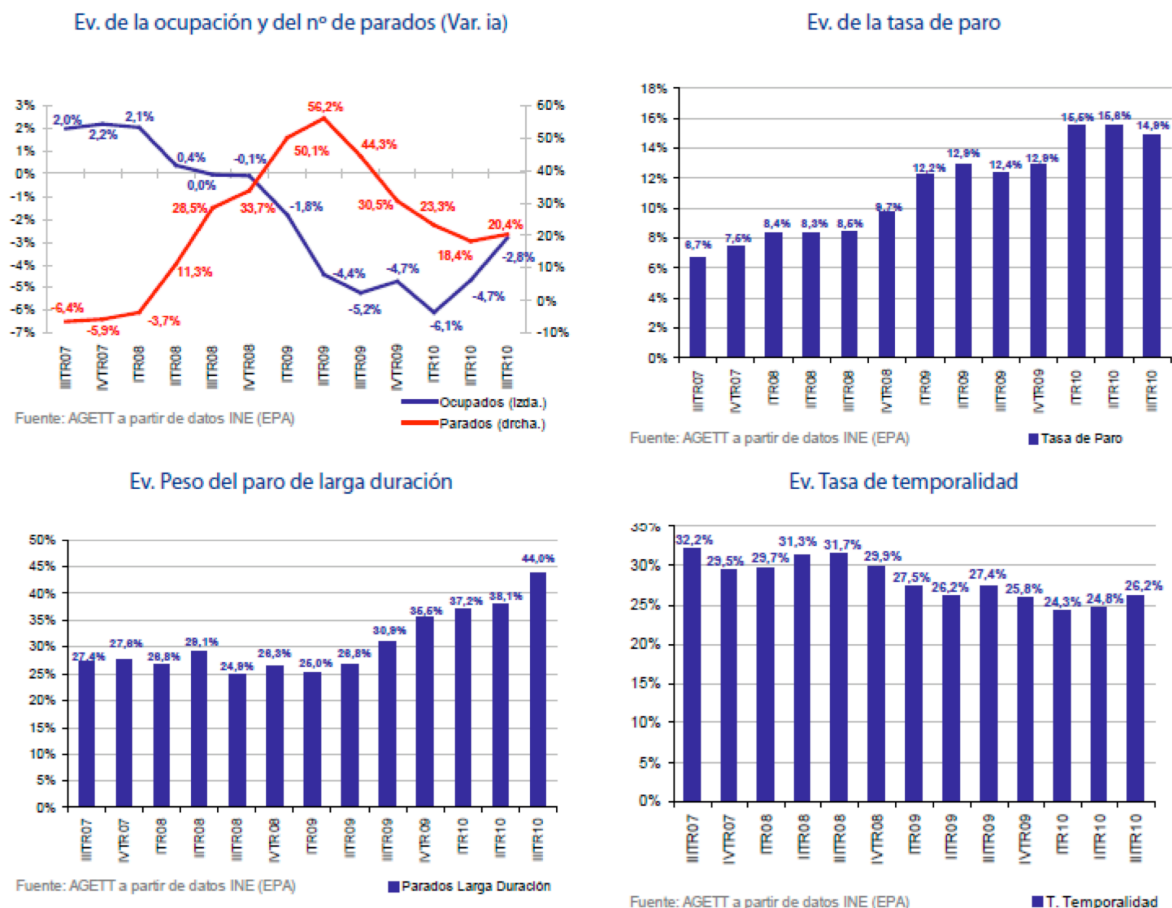 Ev. de la ocupación y del nº de parados (Var. ia)
3%
2%
1%
0%
-1%
-2%
-3%
-4%
-5%
-6%
-7%
60%
50%
40%
30%
20%
10%
0%
-10%
2,0%
2,2%
2,1%
0,4%
0,0%
-0,1%
-1,8%
-4,4%
-5,2%
-4,7%
-6,1%
-4,7%
-2,8%
-6,4%
-5,9%
-3,7%
11,3%
28,5%
33,7%
50,1%
56,2%
44,3%
30,5%
23,3%
18,4%
20,4%
IIITR07
IVTR07
ITR08
IITR08
IIITR08
IVTR08
ITR09
IITR09
IIITR09
IVTR09
ITR10
IITR10
IIITR10
Ocupados (Izda.)
Parados (drcha.)
Fuente: AGETT a partir de datos INE (EPA)
Ev. de la tasa de paro
18%
16%
14%
12%
10%
8%
6%
4%
2%
0%
6,7%
7,5%
8,4%
8,3%
8,5%
9,7%
12,2%
12,9%
12,4%
12,9%
15,5%
15,6%
14,9%
IIITR07
IVTR07
ITR08
IITR08
IIITR08
IVTR08
ITR09
IITR09
IIITR09
IVTR09
ITR10
IITR10
IIITR10
Fuente: AGETT a partir de datos INE (EPA)
Tasa de Paro
Ev. Peso del paro de larga duración
50%
45%
40%
35%
30%
25%
20%
15%
10%
5%
0%
27,4%
27,6%
26,8%
29,1%
24,9%
26,3%
25,0%
26,8%
30,9%
35,5%
37,2%
38,1%
44,0%
IIITR07
IVTR07
ITR08
IITR08
IIITR08
IVTR08
ITR09
IITR09
IIITR09
IVTR09
ITR10
IITR10
IIITR10
Fuente: AGETT a partir de datos INE (EPA)
Parados Larga Duración
Ev. Tasa de temporalidad
35%
30%
25%
20%
15%
10%
5%
0%
32,2%
29,5%
29,7%
31,3%
31,7%
29,9%
27,5%
26,2%
27,4%
25,8%
24,3%
24,8%
26,2%
IIITR07
IVTR07
ITR08
IITR08
IIITR08
IVTR08
ITR09
IITR09
IIITR09
IVTR09
ITR10
IITR10
IIITR10
Fuente: AGETT a partir de datos INE (EPA)
T. Temporalidad